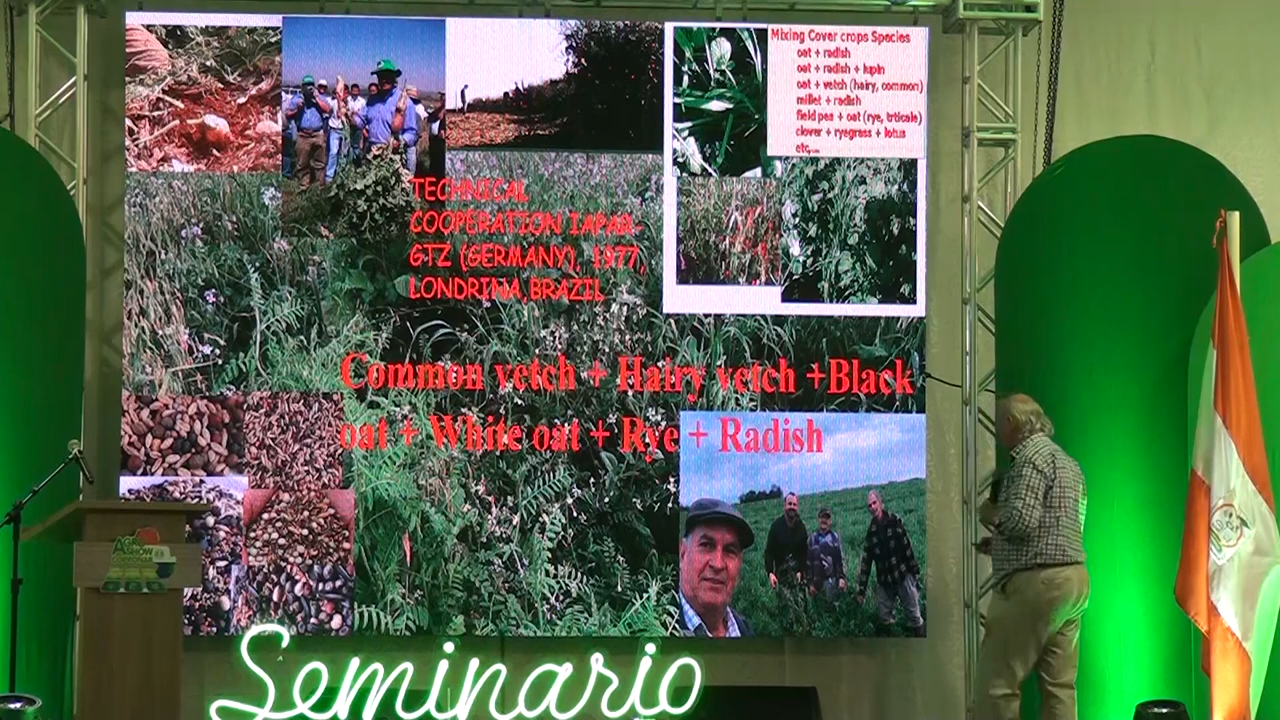 Mixing Cover crops Species
oat + radish
oat + radish + lupin
oat + vetch (hairy, common)
millet + radish
field pea + oat (rye, triticale)
clover + ryegrass + lotus
etc...
TECHNICAL
COOPERATION IAPAR-
GTZ (GERMANY), 1977,
LONDRINA, BRAZIL
Common vetch + Hairy vetch +Black
oat + White oat + Rye + Radish
AGRO
SHOW
Seminario